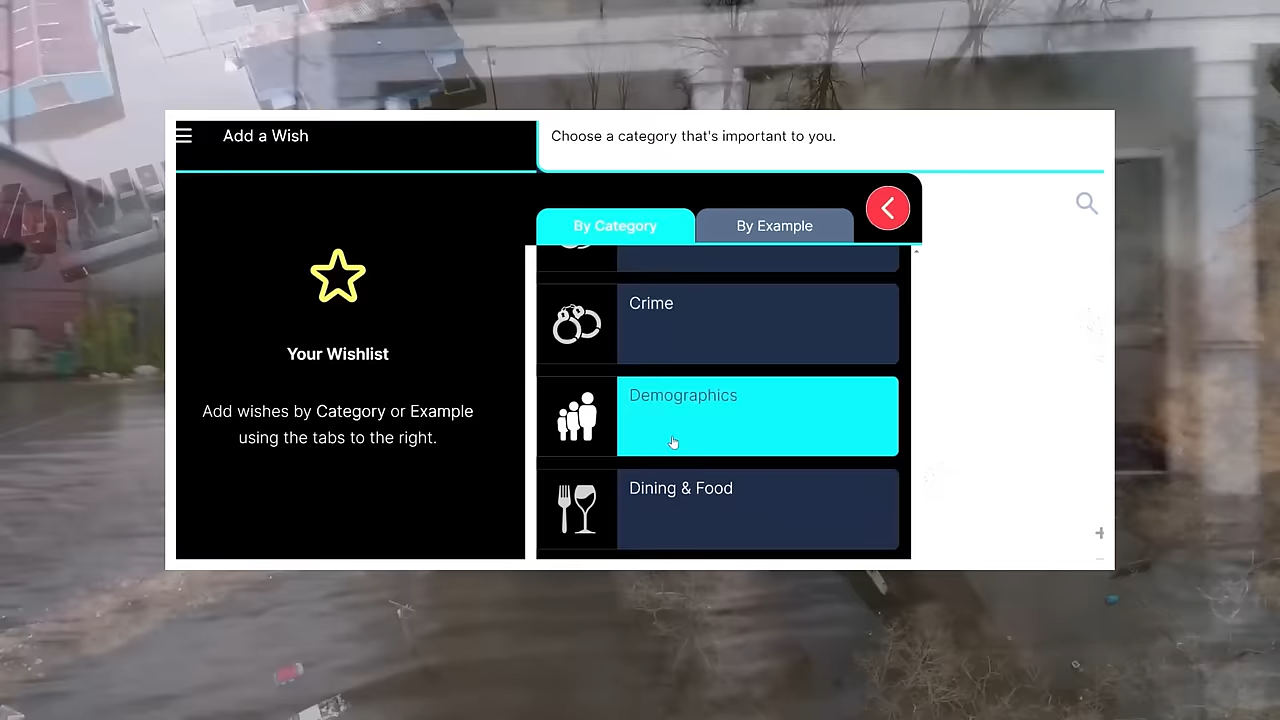 Add a Wish
Choose a category that's important to you.
By Category
By Example
Crime
Your Wishlist
Demographics
Add wishes by Category or Example
using the tabs to the right.
Dining & Food